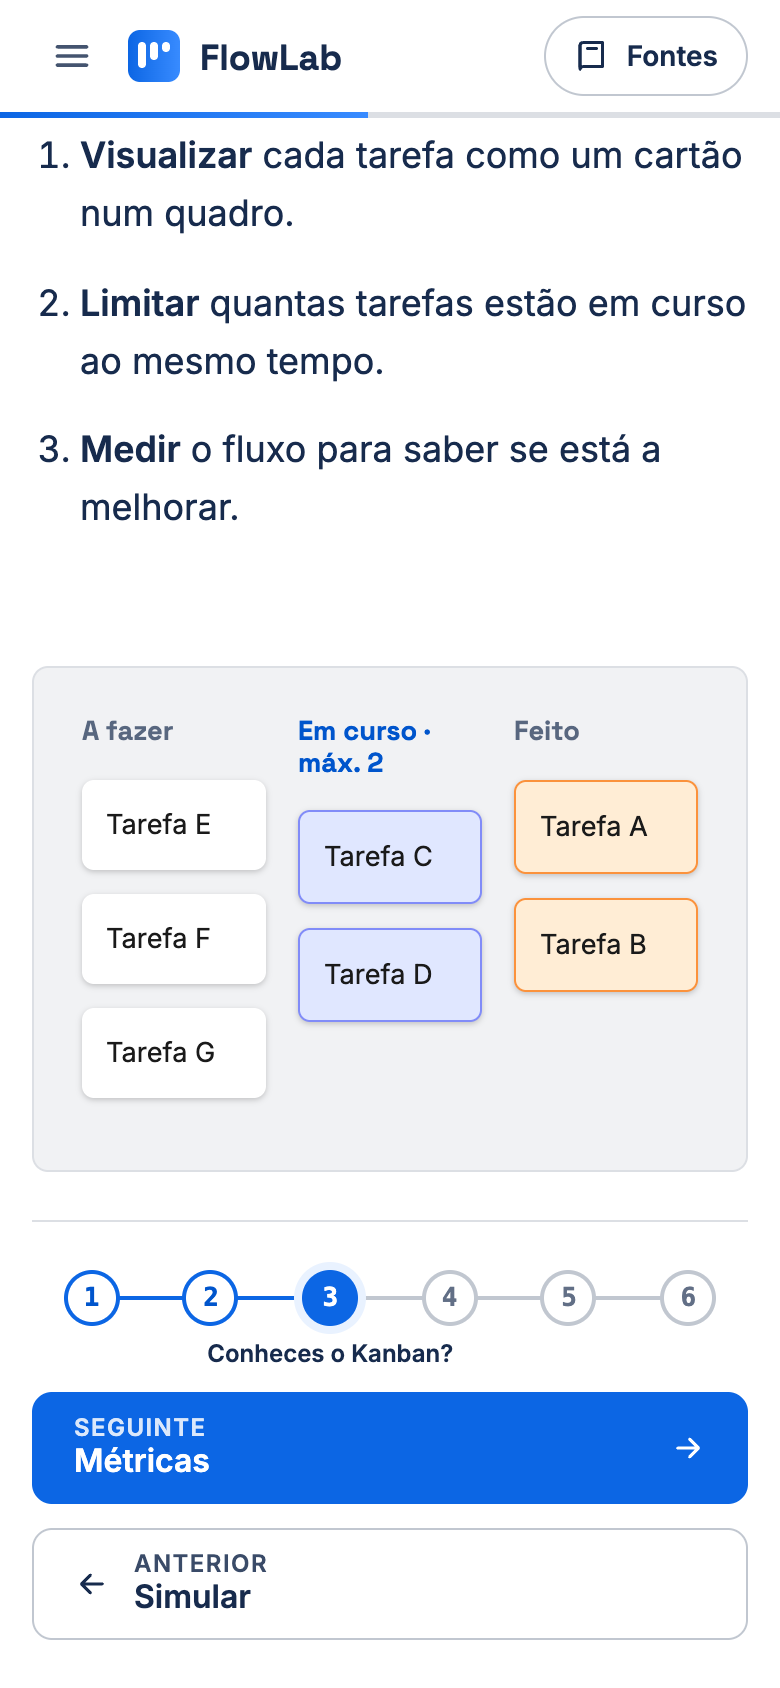 FlowLab
Fontes
1. Visualizar cada tarefa como um cartão
num quadro.
2. Limitar quantas tarefas estão em curso
ao mesmo tempo.
3. Medir o fluxo para saber se está a
melhorar.
A fazer
Tarefa E
Tarefa F
Tarefa G
Em curso ·
máx. 2
Tarefa C
Tarefa D
Feito
Tarefa A
Tarefa B
1 2 3 4 5 6
Conheces o Kanban?
SEGUINTE
Métricas
ANTERIOR
Simular